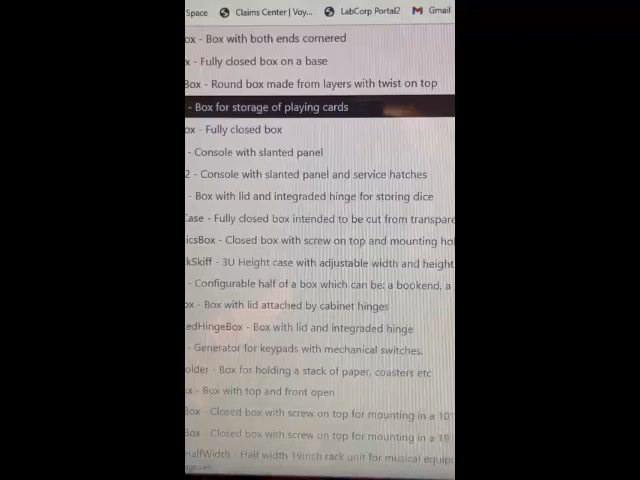 Space Claims Center | Voy... LabCorp Portal2 Gmail
ox - Box with both ends cornered
x - Fully closed box on a base
Box - Round box made from layers with twist on top
- Box for storage of playing cards
ox - Fully closed box
- Console with slanted panel
2 - Console with slanted panel and service hatches
- Box with lid and integraded hinge for storing dice
Case - Fully closed box intended to be cut from transpare
icsBox - Closed box with screw on top and mounting hol
kSkiff - 3U Height case with adjustable width and height
- Configurable half of a box which can be: a bookend, a
ox - Box with lid attached by cabinet hinges
edHingeBox - Box with lid and integraded hinge
- Generator for keypads with mechanical switches.
older - Box for holding a stack of paper, coasters etc
ox - Box with top and front open
Box - Closed box with screw on top for mounting in a 10"
Box - Closed box with screw on top for mounting in a 19
HalfWidth - Half width 19inch rack unit for musical equipr